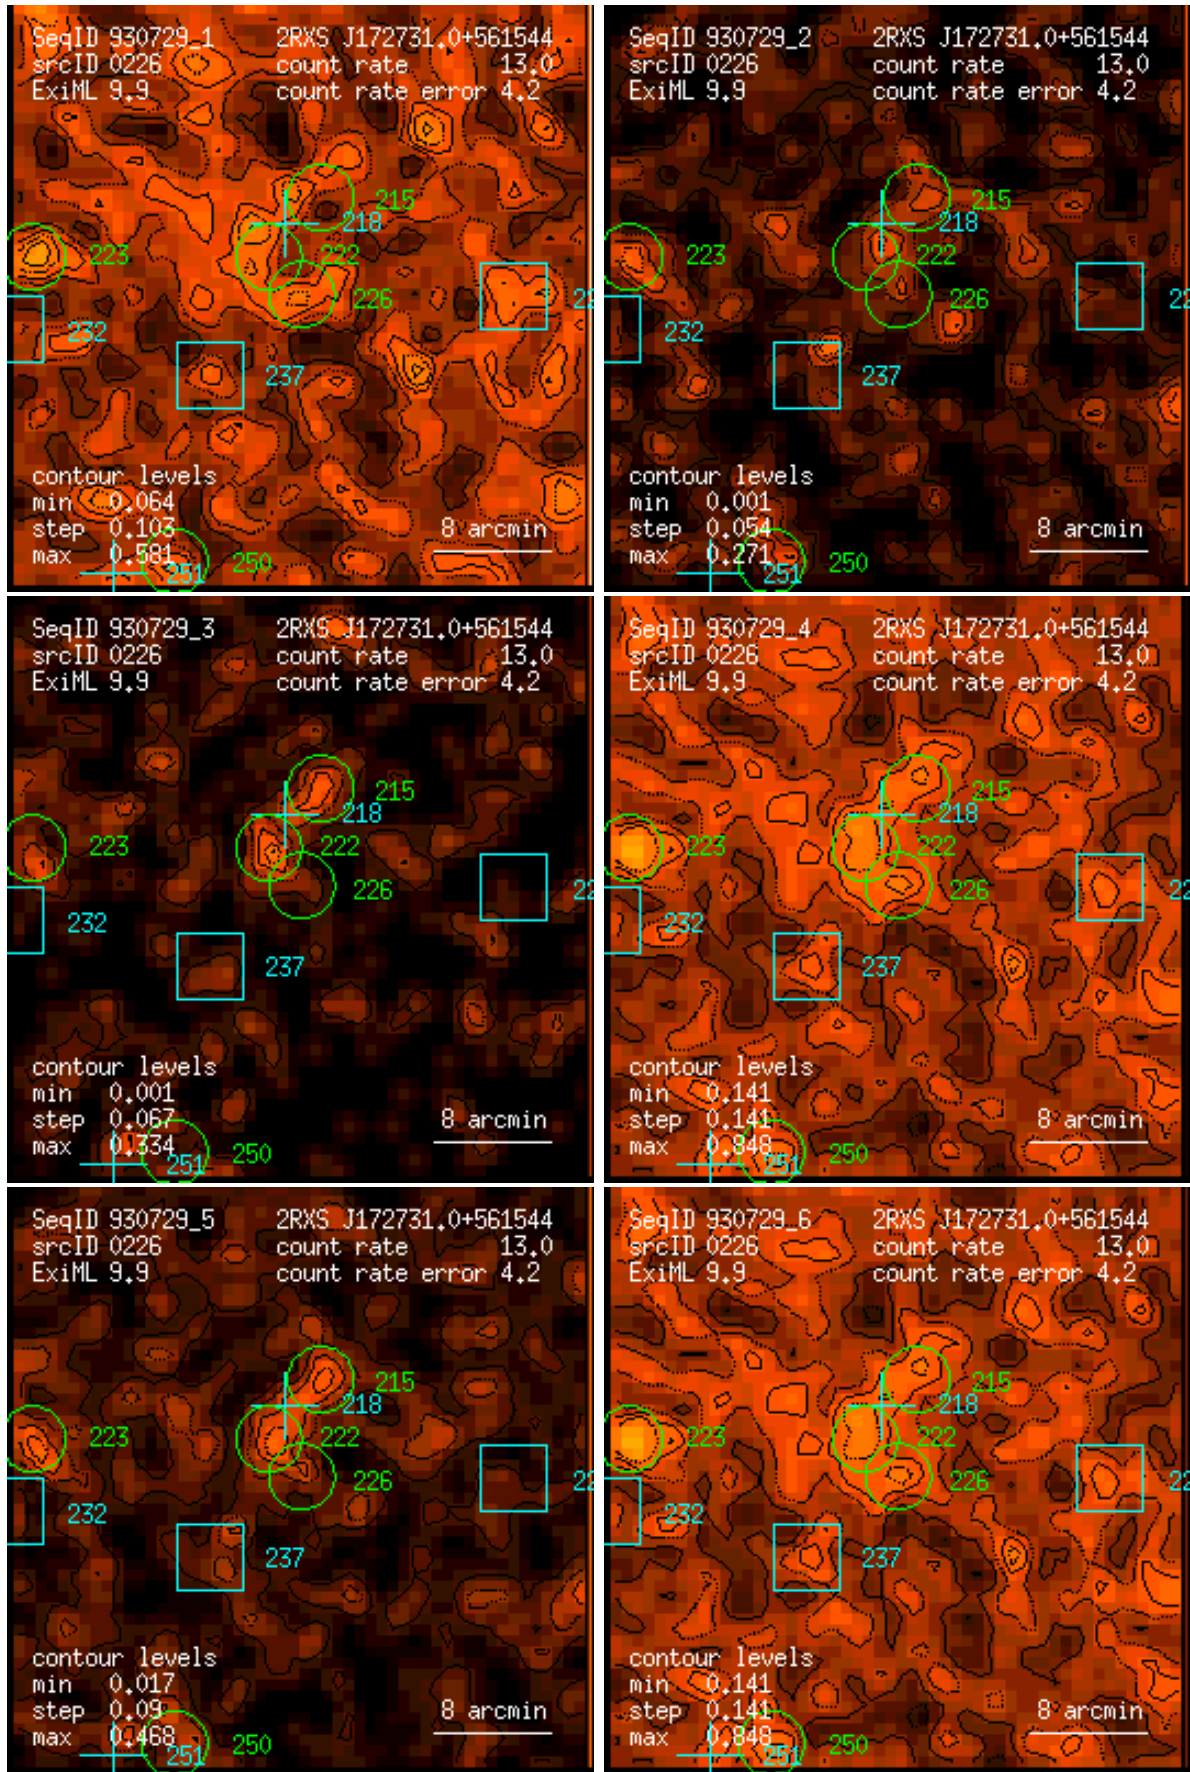 SeqID 930729_1 2RXS J172731.0+561544
srcID 0226 count rate 13.0
ExiML 9.9 count rate error 4.2
215
218
223 222
226 22
232
237
contour levels
min 0.064
step 0.103 8 arcmin
max 0.581
251 250
SeqID 930729_2 2RXS J172731.0+561544
srcID 0226 count rate 13.0
ExiML 9.9 count rate error 4.2
215
218
223 222
226 22
232
237
contour levels
min 0.001
step 0.054 8 arcmin
max 0.271
251 250
SeqID 930729_3 2RXS J172731.0+561544
srcID 0226 count rate 13.0
ExiML 9.9 count rate error 4.2
215
218
223 222
226 22
232
237
contour levels
min 0.001
step 0.067 8 arcmin
max 0.334
251 250
SeqID 930729_4 2RXS J172731.0+561544
srcID 0226 count rate 13.0
ExiML 9.9 count rate error 4.2
215
218
223 222
226 22
232
237
contour levels
min 0.141
step 0.141 8 arcmin
max 0.848
251 250
SeqID 930729_5 2RXS J172731.0+561544
srcID 0226 count rate 13.0
ExiML 9.9 count rate error 4.2
215
218
223 222
226 22
232
237
contour levels
min 0.017
step 0.09 8 arcmin
max 0.468
251 250
SeqID 930729_6 2RXS J172731.0+561544
srcID 0226 count rate 13.0
ExiML 9.9 count rate error 4.2
215
218
223 222
226 22
232
237
contour levels
min 0.141
step 0.141 8 arcmin
max 0.848
251 250